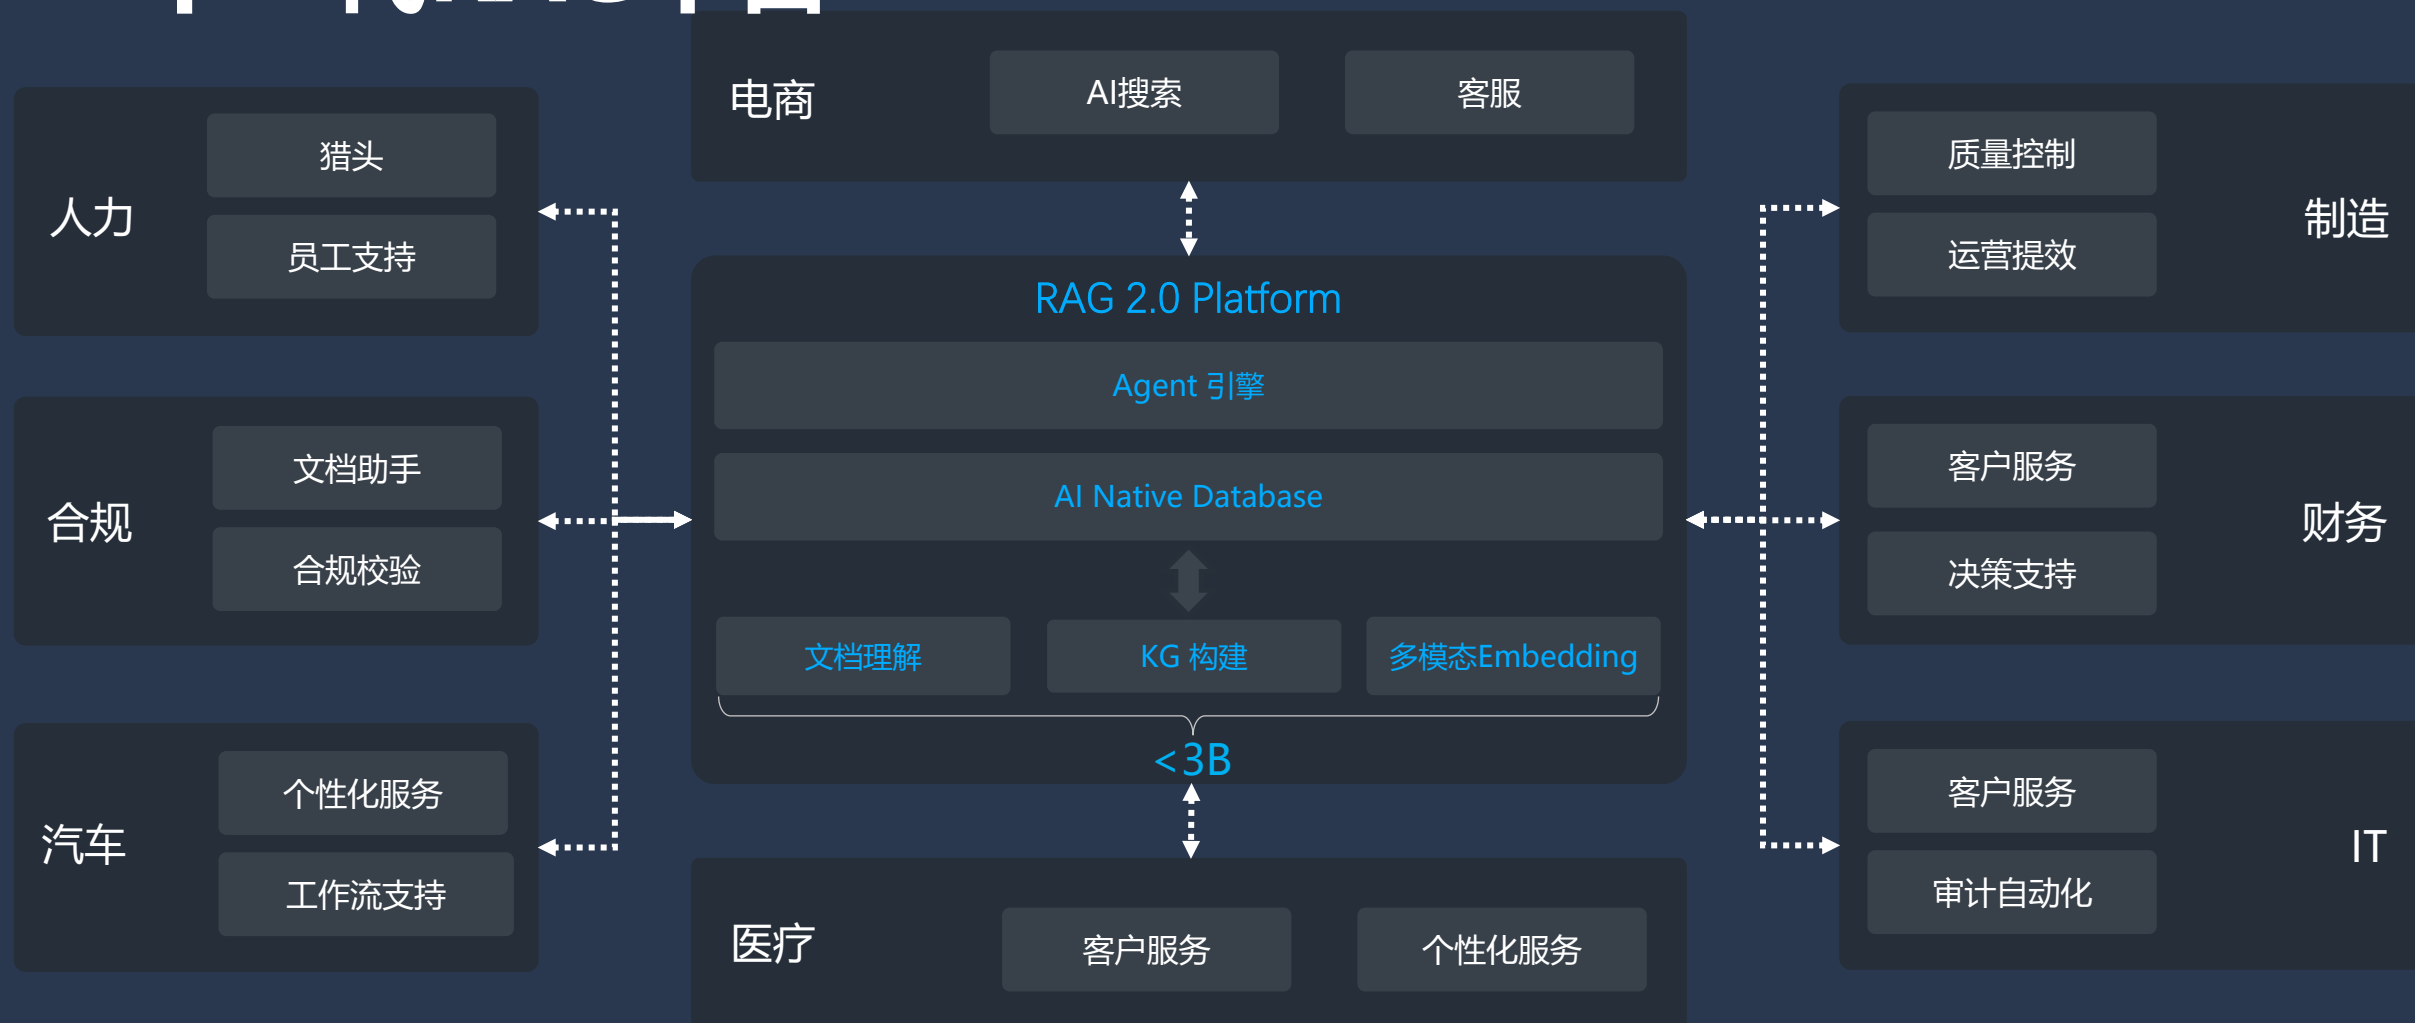 电商
AI搜索
客服
人力
猎头
员工支持
合规
文档助手
合规校验
汽车
个性化服务
工作流支持
RAG 2.0 Platform
Agent 引擎
AI Native Database
文档理解
KG 构建
多模态Embedding
<3B
医疗
客户服务
个性化服务
质量控制
运营提效
制造
客户服务
决策支持
财务
客户服务
审计自动化
IT